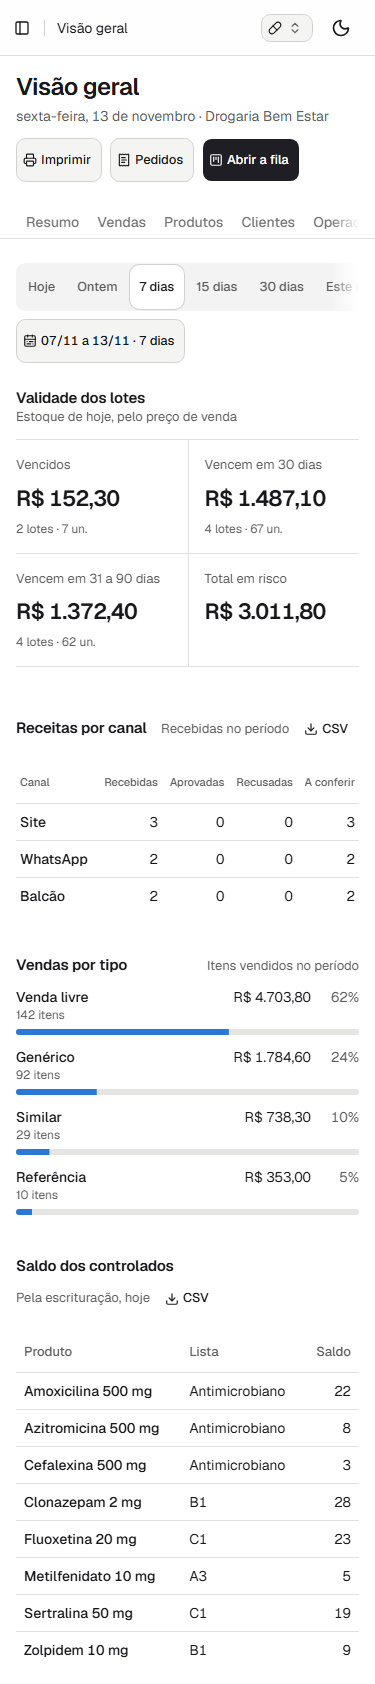 Visão geral
Visão geral
sexta-feira, 13 de novembro · Drogaria Bem Estar
Imprimir Pedidos Abrir a fila
Resumo Vendas Produtos Clientes Operaç
Hoje Ontem 7 dias 15 dias 30 dias Este
07/11 a 13/11 · 7 dias
Validade dos lotes
Estoque de hoje, pelo preço de venda
Vencidos Vencem em 30 dias
R$ 152,30 R$ 1.487,10
2 lotes · 7 un. 4 lotes · 67 un.
Vencem em 31 a 90 dias Total em risco
R$ 1.372,40 R$ 3.011,80
4 lotes · 62 un.
Receitas por canal Recebidas no período CSV
Canal Recebidas Aprovadas Recusadas A conferir
Site 3 0 0 3
WhatsApp 2 0 0 2
Balcão 2 0 0 2
Vendas por tipo Itens vendidos no período
Venda livre R$ 4.703,80 62%
142 itens
Genérico R$ 1.784,60 24%
92 itens
Similar R$ 738,30 10%
29 itens
Referência R$ 353,00 5%
10 itens
Saldo dos controlados
Pela escrituração, hoje CSV
Produto Lista Saldo
Amoxicilina 500 mg Antimicrobiano 22
Azitromicina 500 mg Antimicrobiano 8
Cefalexina 500 mg Antimicrobiano 3
Clonazepam 2 mg B1 28
Fluoxetina 20 mg C1 23
Metilfenidato 10 mg A3 5
Sertralina 50 mg C1 19
Zolpidem 10 mg B1 9